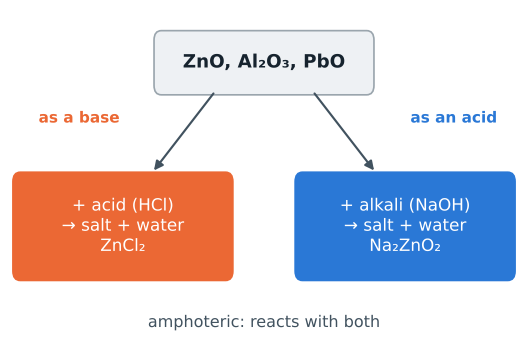 ZnO, Al₂O₃, PbO
as a base
as an acid
+ acid (HCl)
→ salt + water
ZnCl₂
+ alkali (NaOH)
→ salt + water
Na₂ZnO₂
amphoteric: reacts with both